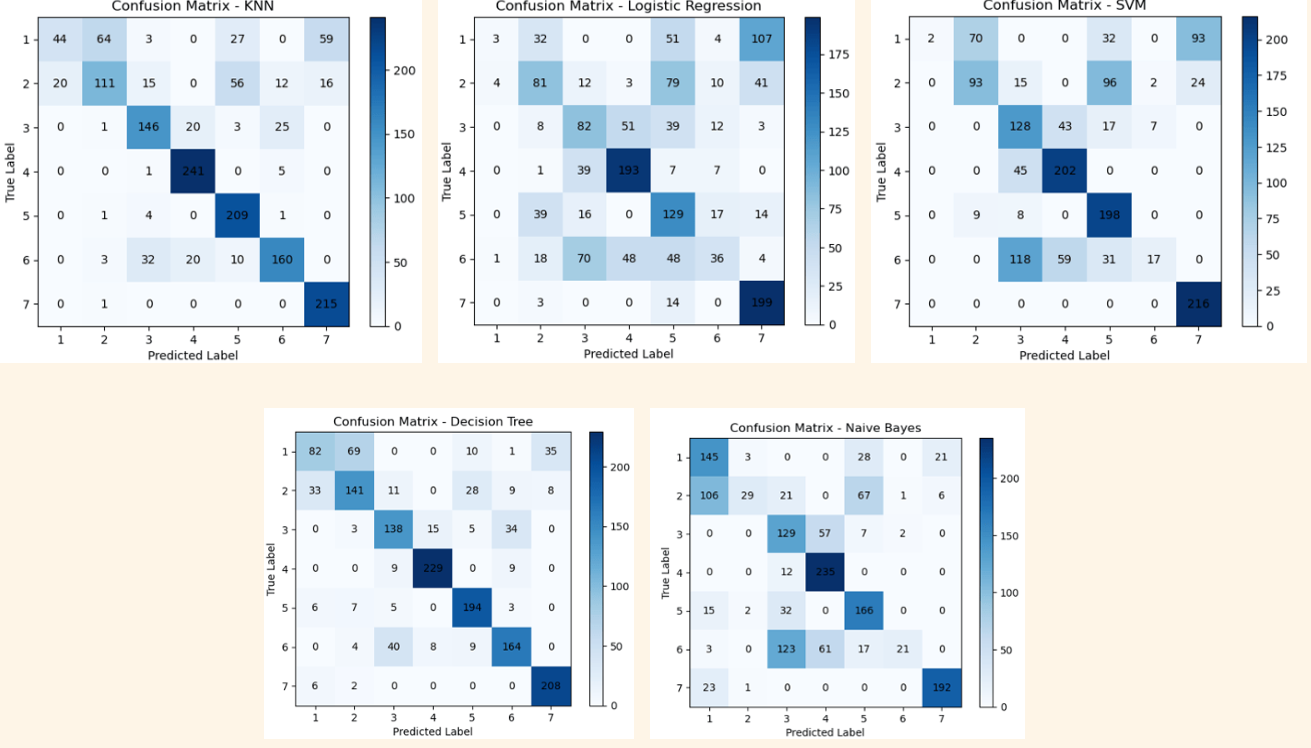 Confusion Matrix - KNN
True Label
1 44 64 3 0 27 0 59
2 20 111 15 0 56 12 16
3 0 1 146 20 3 25 0
4 0 0 1 241 0 5 0
5 0 1 4 0 209 1 0
6 0 3 32 20 10 160 0
7 0 1 0 0 0 0 215
1 2 3 4 5 6 7
Predicted Label
200
150
100
50
0
Confusion Matrix - Logistic Regression
True Label
1 3 32 0 0 51 4 107
2 4 81 12 3 79 10 41
3 0 8 82 51 39 12 3
4 0 1 39 193 7 7 0
5 0 39 16 0 129 17 14
6 1 18 70 48 48 36 4
7 0 3 0 0 14 0 199
1 2 3 4 5 6 7
Predicted Label
175
150
125
100
75
50
25
0
Confusion Matrix - SVM
True Label
1 2 70 0 0 32 0 93
2 0 93 15 0 96 2 24
3 0 0 128 43 17 7 0
4 0 0 45 202 0 0 0
5 0 9 8 0 198 0 0
6 0 0 118 59 31 17 0
7 0 0 0 0 0 0 216
1 2 3 4 5 6 7
Predicted Label
200
175
150
125
100
75
50
25
0
Confusion Matrix - Decision Tree
True Label
1 82 69 0 0 10 1 35
2 33 141 11 0 28 9 8
3 0 3 138 15 5 34 0
4 0 0 9 229 0 9 0
5 6 7 5 0 194 3 0
6 0 4 40 8 9 164 0
7 6 2 0 0 0 0 208
1 2 3 4 5 6 7
Predicted Label
200
150
100
50
0
Confusion Matrix - Naive Bayes
True Label
1 145 3 0 0 28 0 21
2 106 29 21 0 67 1 6
3 0 0 129 57 7 2 0
4 0 0 12 235 0 0 0
5 15 2 32 0 166 0 0
6 3 0 123 61 17 21 0
7 23 1 0 0 0 0 192
1 2 3 4 5 6 7
Predicted Label
200
150
100
50
0